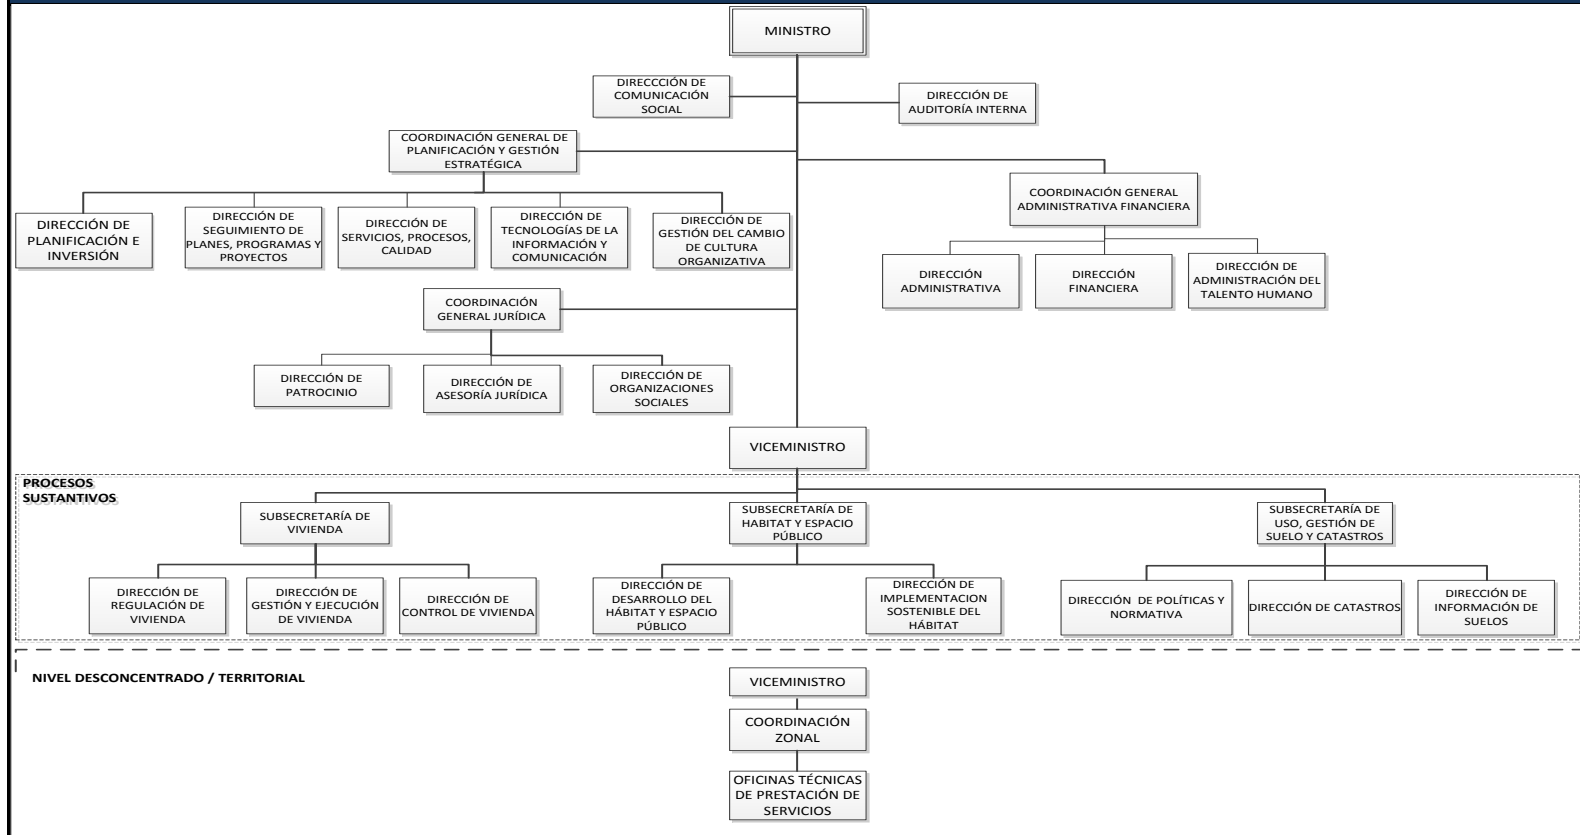 MINISTRO
DIRECCCIÓN DE
COMUNICACIÓN
SOCIAL
DIRECCIÓN DE
AUDITORÍA INTERNA
COORDINACIÓN GENERAL DE
PLANIFICACIÓN Y GESTIÓN
ESTRATÉGICA
COORDINACIÓN GENERAL
ADMINISTRATIVA FINANCIERA
DIRECCIÓN DE
PLANIFICACIÓN E
INVERSIÓN
DIRECCIÓN DE
SEGUIMIENTO DE
PLANES, PROGRAMAS Y
PROYECTOS
DIRECCIÓN DE
SERVICIOS, PROCESOS,
CALIDAD
DIRECCIÓN DE
TECNOLOGÍAS DE LA
INFORMACIÓN Y
COMUNICACIÓN
DIRECCIÓN DE
GESTIÓN DEL CAMBIO
DE CULTURA
ORGANIZATIVA
DIRECCIÓN
ADMINISTRATIVA
DIRECCIÓN
FINANCIERA
DIRECCIÓN DE
ADMINISTRACIÓN DEL
TALENTO HUMANO
COORDINACIÓN
GENERAL JURÍDICA
DIRECCIÓN DE
PATROCINIO
DIRECCIÓN DE
ASESORÍA JURÍDICA
DIRECCIÓN DE
ORGANIZACIONES
SOCIALES
VICEMINISTRO
PROCESOS
SUSTANTIVOS
SUBSECRETARÍA DE
VIVIENDA
SUBSECRETARÍA DE
HABITAT Y ESPACIO
PÚBLICO
SUBSECRETARÍA DE
USO, GESTIÓN DE
SUELO Y CATASTROS
DIRECCIÓN DE
REGULACIÓN DE
VIVIENDA
DIRECCIÓN DE
GESTIÓN Y EJECUCIÓN
DE VIVIENDA
DIRECCIÓN DE
CONTROL DE VIVIENDA
DIRECCIÓN DE
DESARROLLO DEL
HÁBITAT Y ESPACIO
PÚBLICO
DIRECCIÓN DE
IMPLEMENTACION
SOSTENIBLE DEL
HÁBITAT
DIRECCIÓN DE POLÍTICAS Y
NORMATIVA
DIRECCIÓN DE CATASTROS
DIRECCIÓN DE
INFORMACIÓN DE
SUELOS
NIVEL DESCONCENTRADO / TERRITORIAL
VICEMINISTRO
COORDINACIÓN
ZONAL
OFICINAS TÉCNICAS
DE PRESTACIÓN DE
SERVICIOS